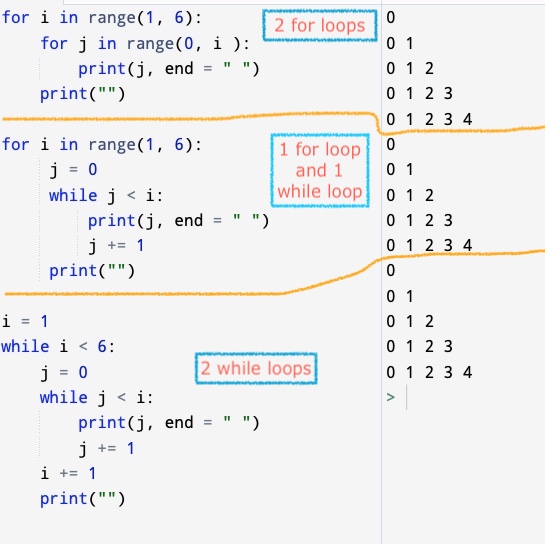 for i in range(1, 6):
    for j in range(0, i ):
        print(j, end = " ")
    print("")
2 for loops
for i in range(1, 6):
     j = 0
     while j < i:
         print(j, end = " ")
         j += 1
     print("")
1 for loop
and 1
while loop
i = 1
while i < 6:
    j = 0
    while j < i:
        print(j, end = " ")
        j += 1
    i += 1
    print("")
2 while loops
0
0 1
0 1 2
0 1 2 3
0 1 2 3 4
0
0 1
0 1 2
0 1 2 3
0 1 2 3 4
0
0 1
0 1 2
0 1 2 3
0 1 2 3 4
>